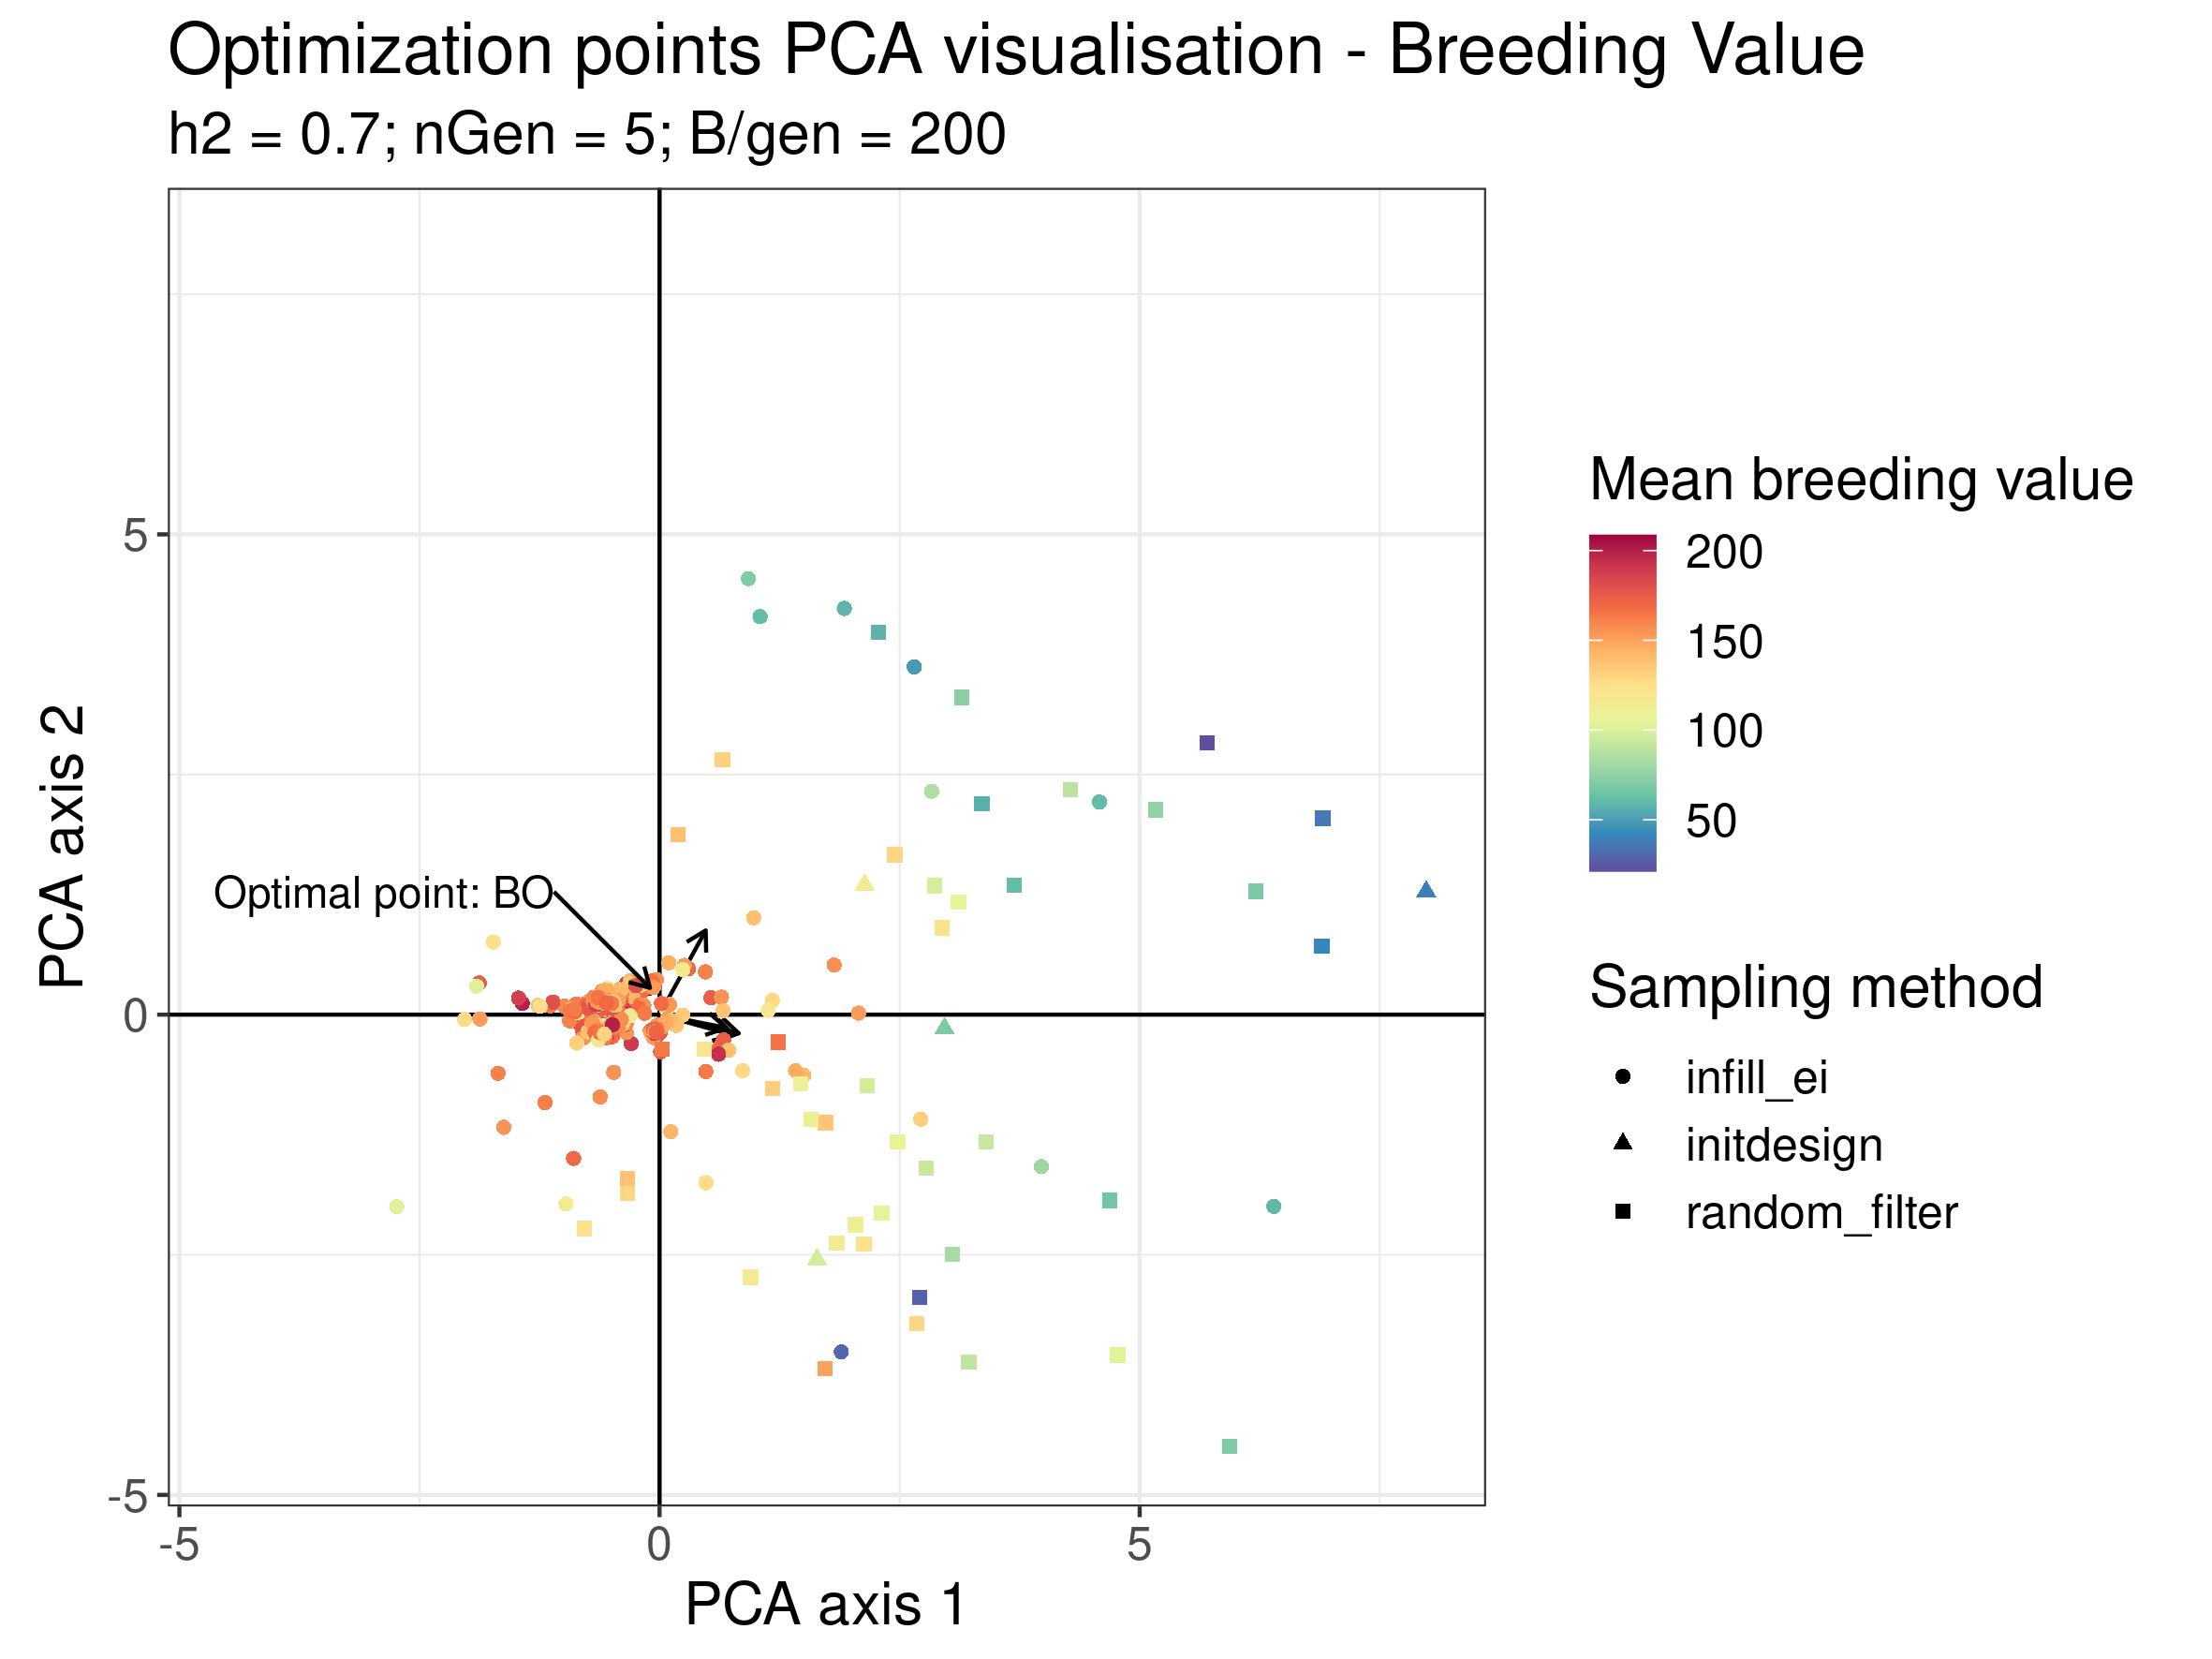 Optimization points PCA visualisation - Breeding Value
h2 = 0.7; nGen = 5; B/gen = 200
PCA axis 2
5
0
-5
Optimal point: BO
-5
0
5
PCA axis 1
Mean breeding value
200
150
100
50
Sampling method
infill_ei
initdesign
random_filter